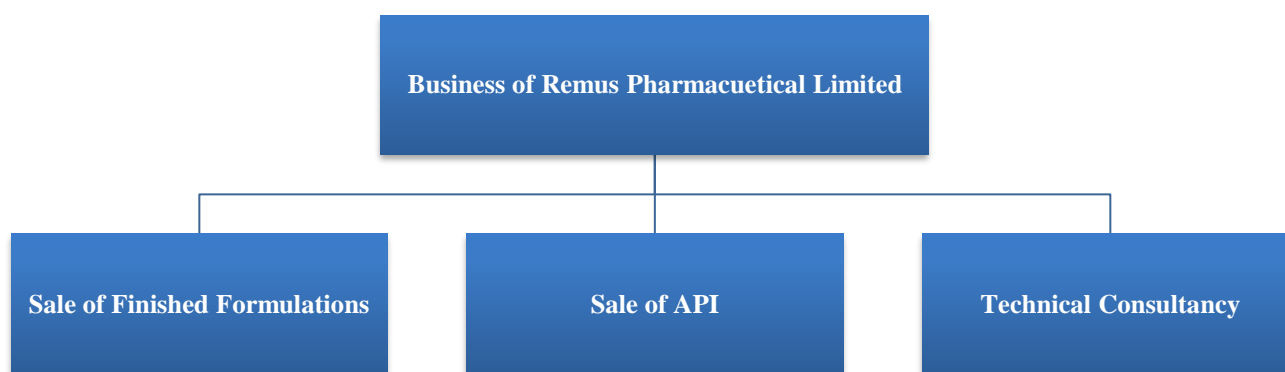 Business of Remus Pharmacuetical Limited
Sale of Finished Formulations
Sale of API
Technical Consultancy